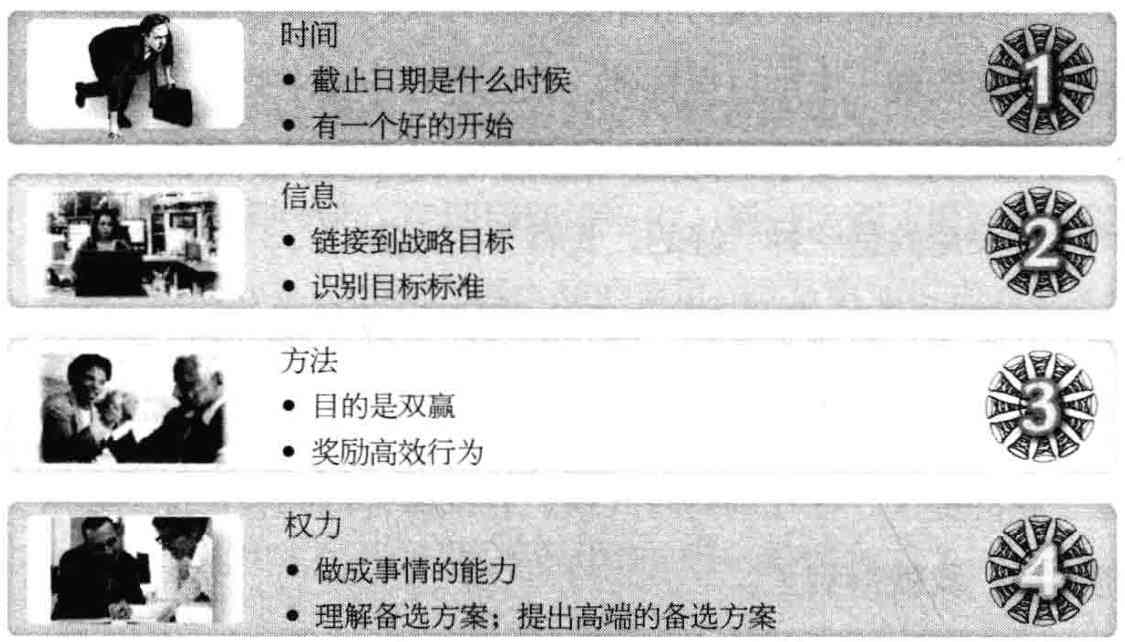 时间
• 截止日期是什么时候
• 有一个好的开始
1
信息
• 链接到战略目标
• 识别目标标准
2
方法
• 目的是双赢
• 奖励高效行为
3
权力
• 做成事情的能力
• 理解备选方案；提出高端的备选方案
4